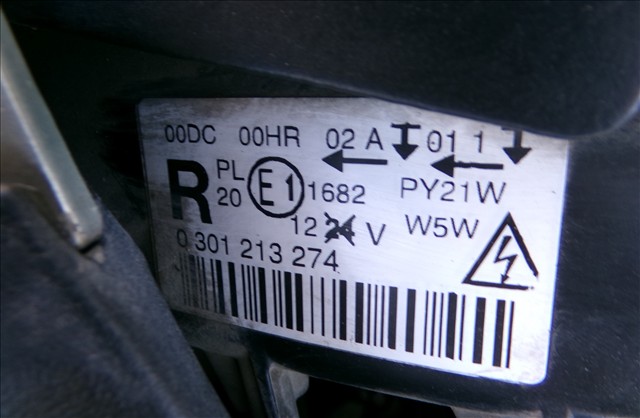 00DC 00HR 02 A 01 1
R PL 20 E1 1682 PY21W
12 24 V W5W
0 301 213 274